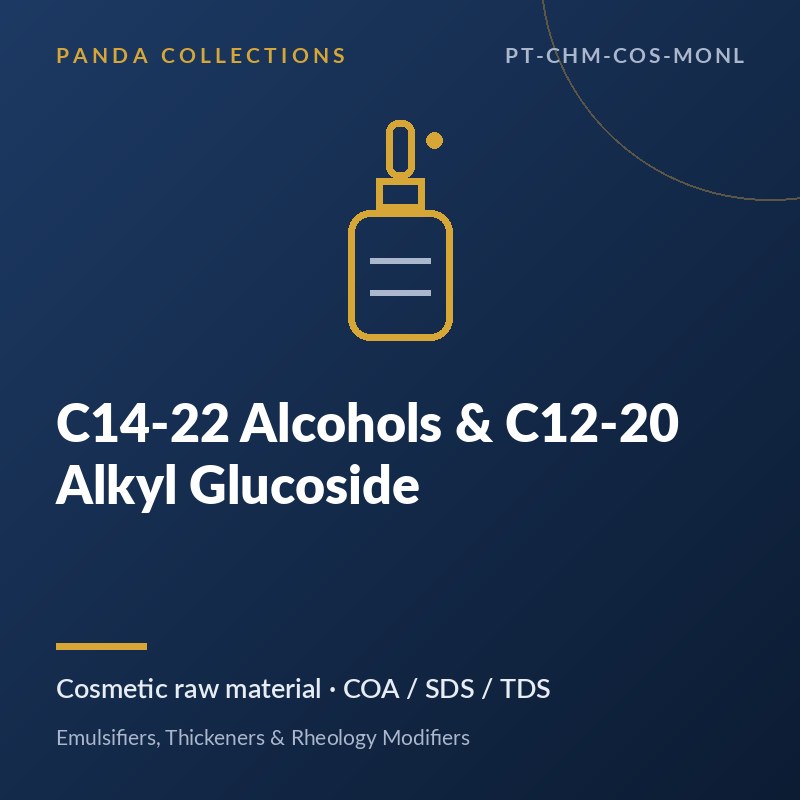 PANDA COLLECTIONS
PT-CHM-COS-MONL
C14-22 Alcohols & C12-20
Alkyl Glucoside
Cosmetic raw material · COA / SDS / TDS
Emulsifiers, Thickeners & Rheology Modifiers